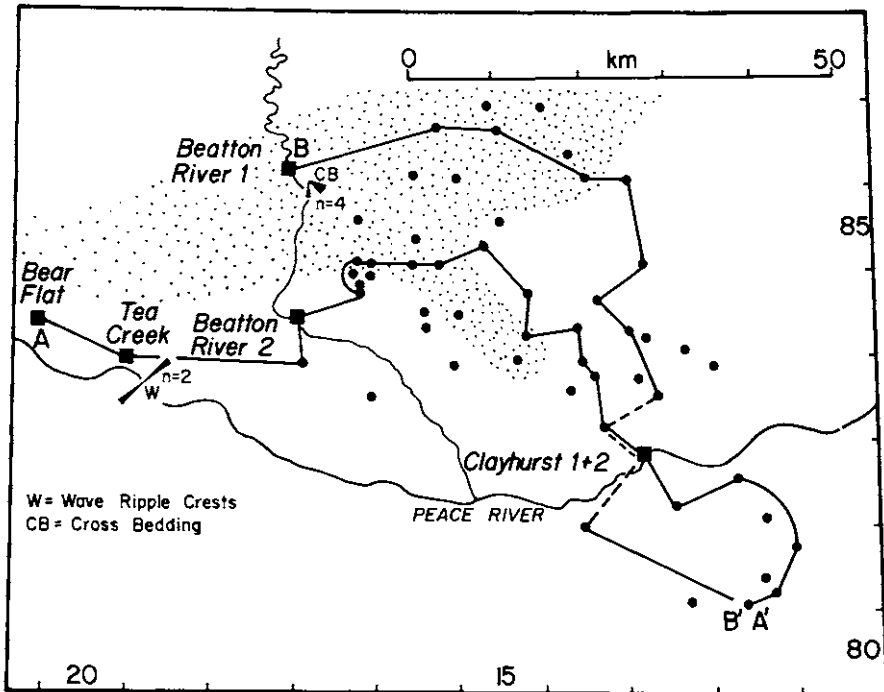 0 km 50
B
Beatton
River 1
CB
n=4
85
Bear
Flat
Tea
Creek
Beatton
River 2
A
n=2
W
Clayhurst 1+2
W= Wave Ripple Crests
CB= Cross Bedding
PEACE RIVER
B' A'
80
20
15